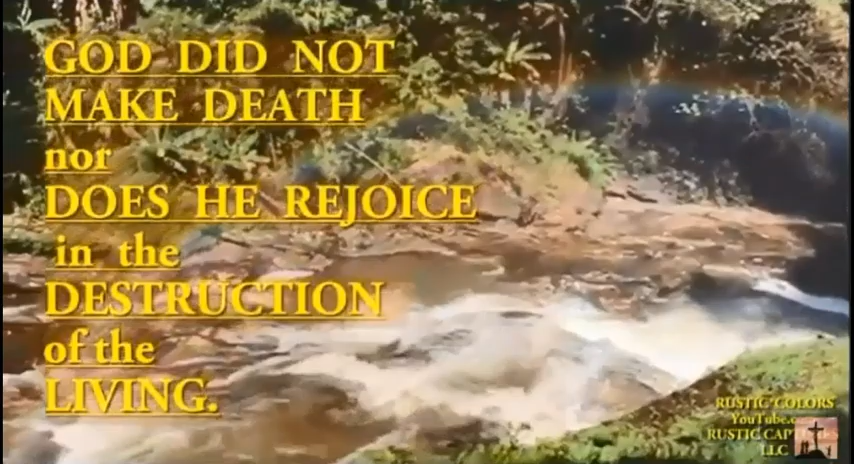 GOD DID NOT
MAKE DEATH
nor
DOES HE REJOICE
in the
DESTRUCTION
of the
LIVING.
RUSTIC COLORS
RUSTIC
LLC